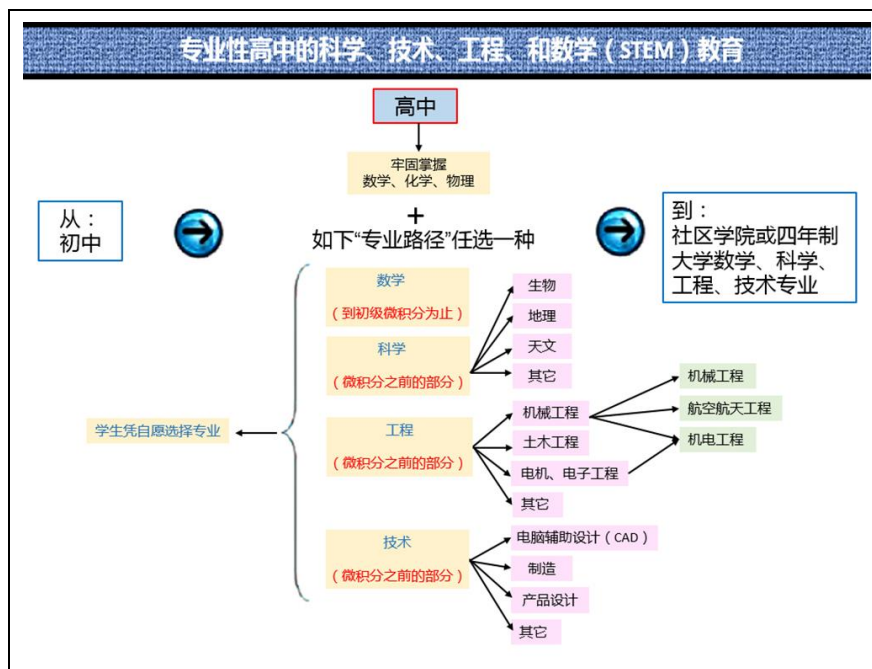 专业性高中的科学、技术、工程、和数学（STEM）教育
高中
牢固掌握
数学、化学、物理
+
如下“专业路径”任选一种
从：
初中
到：
社区学院或四年制
大学数学、科学、
工程、技术专业
学生凭自愿选择专业
数学
（到初级微积分为止）
科学
（微积分之前的部分）
生物
地理
天文
其它
工程
（微积分之前的部分）
机械工程
土木工程
电机、电子工程
其它
机械工程
航空航天工程
机电工程
技术
（微积分之前的部分）
电脑辅助设计（CAD）
制造
产品设计
其它